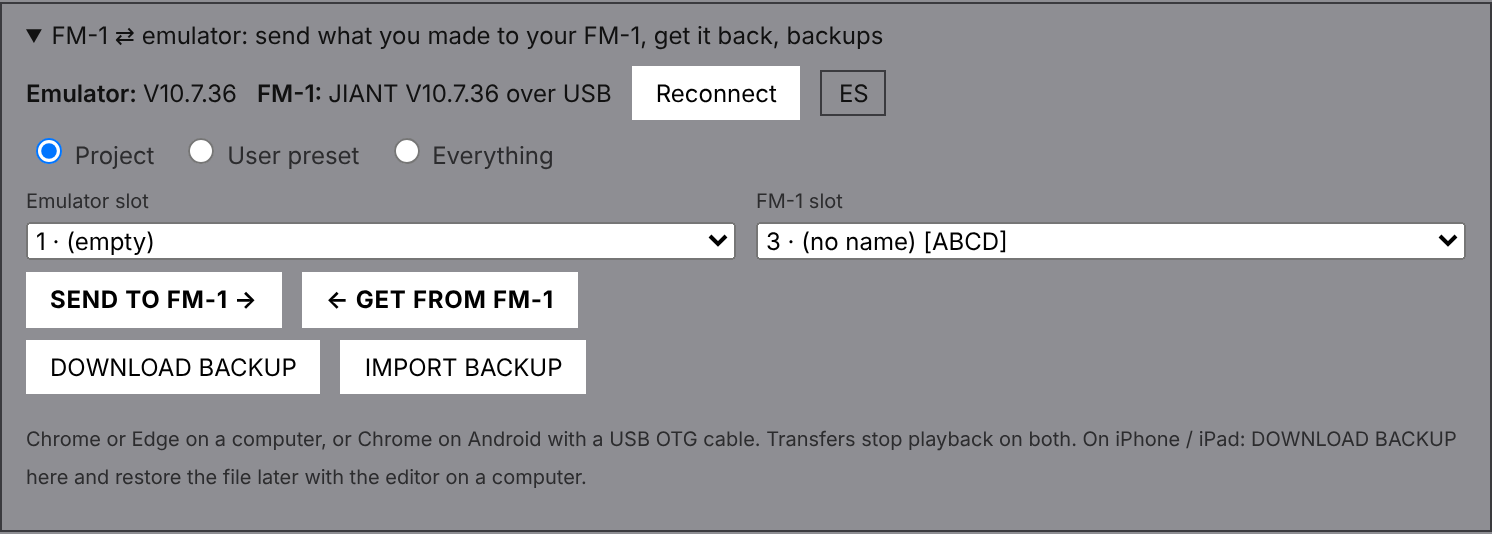 ▼ FM-1 ⇄ emulator: send what you made to your FM-1, get it back, backups
Emulator: V10.7.36 FM-1: JIANT V10.7.36 over USB Reconnect ES
Project User preset Everything
Emulator slot FM-1 slot
1 · (empty) 3 · (no name) [ABCD]
SEND TO FM-1 → ← GET FROM FM-1
DOWNLOAD BACKUP IMPORT BACKUP
Chrome or Edge on a computer, or Chrome on Android with a USB OTG cable. Transfers stop playback on both. On iPhone / iPad: DOWNLOAD BACKUP
here and restore the file later with the editor on a computer.